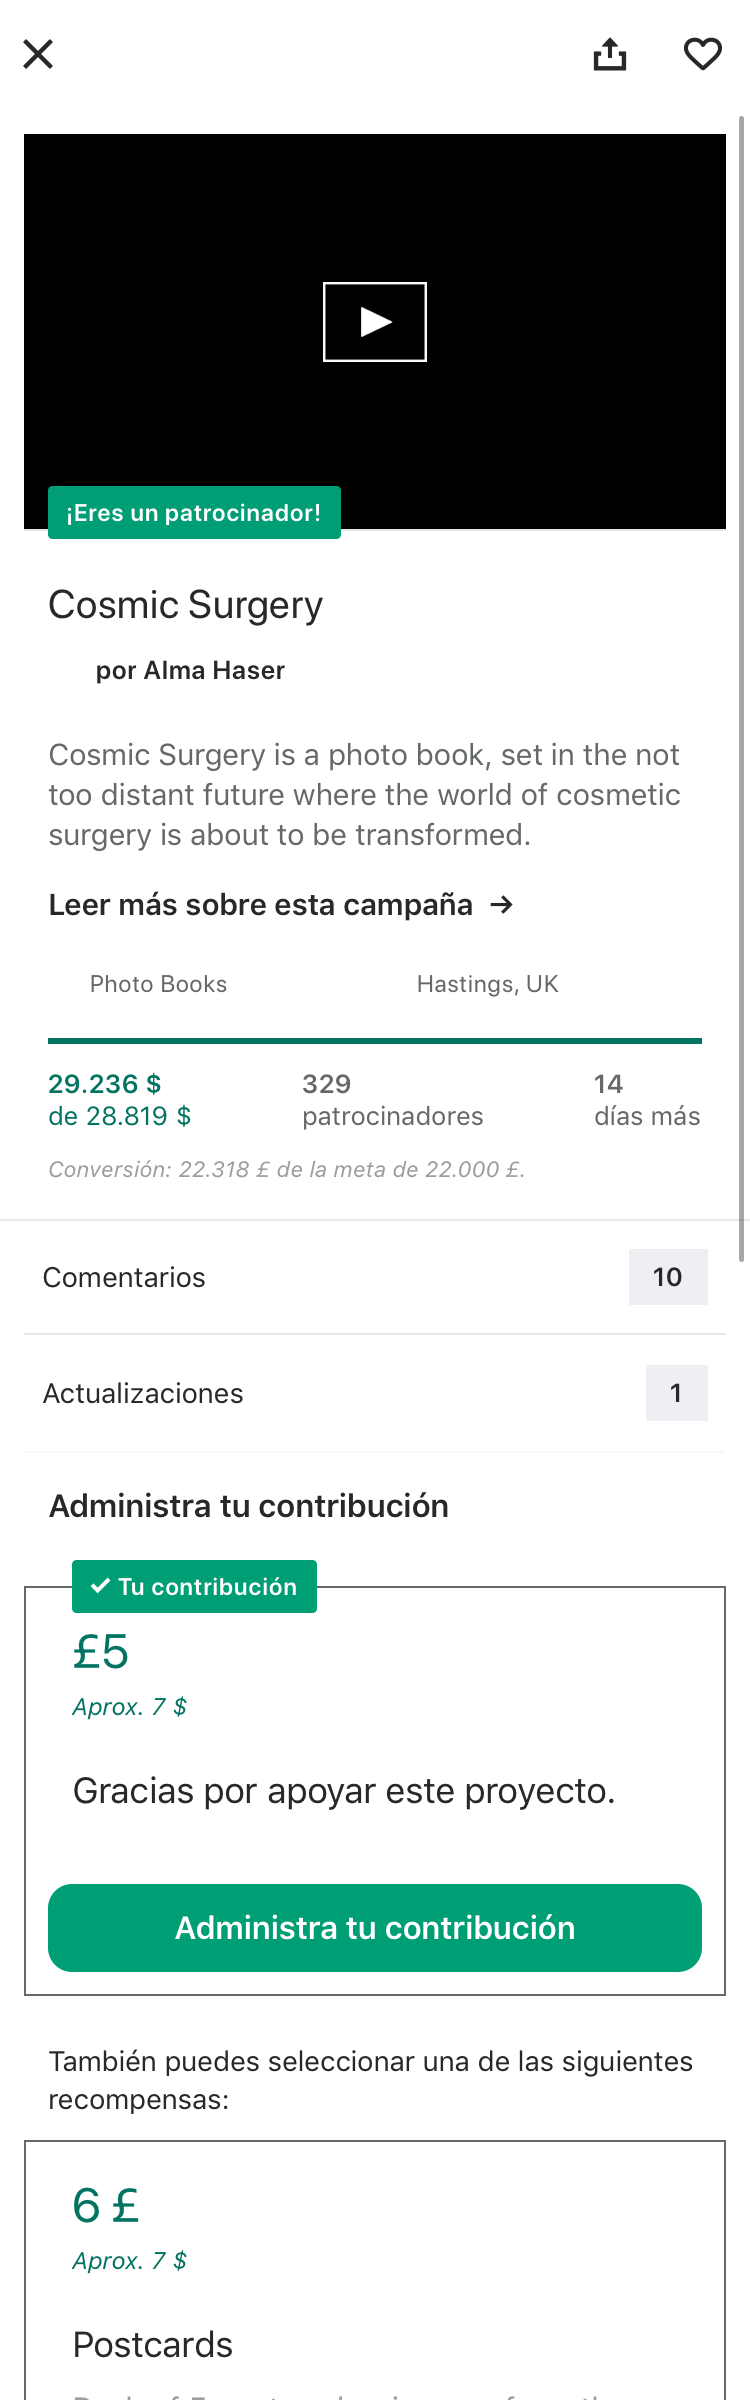 ¡Eres un patrocinador!
Cosmic Surgery
por Alma Haser
Cosmic Surgery is a photo book, set in the not
too distant future where the world of cosmetic
surgery is about to be transformed.
Leer más sobre esta campaña →
Photo Books Hastings, UK
29.236 $ 329 14
de 28.819 $ patrocinadores días más
Conversión: 22.318 £ de la meta de 22.000 £.
Comentarios 10
Actualizaciones 1
Administra tu contribución
Tu contribución
£5
Aprox. 7 $
Gracias por apoyar este proyecto.
Administra tu contribución
También puedes seleccionar una de las siguientes
recompensas:
6 £
Aprox. 7 $
Postcards